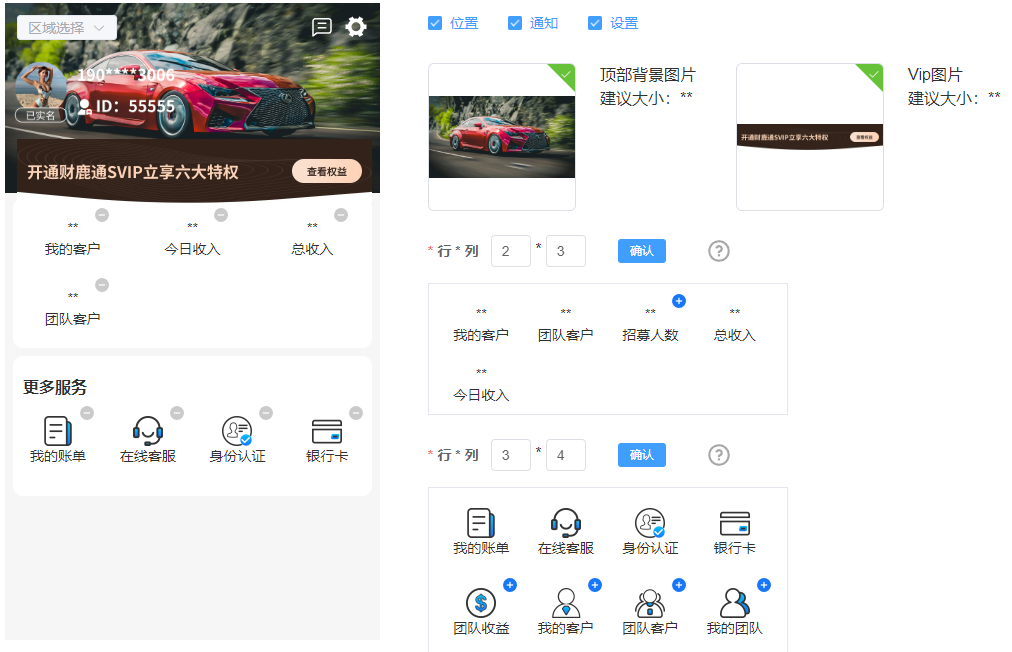 区域选择
190****3006
ID：55555
已实名
开通财鹿通SVIP立享六大特权
查看权益
** ** **
我的客户 今日收入 总收入
**
团队客户
更多服务
我的账单 在线客服 身份认证 银行卡
位置 通知 设置
顶部背景图片
建议大小：**
开通财鹿通SVIP立享六大特权
查看权益
Vip图片
建议大小：**
* 行 * 列 2 * 3 确认 ?
** ** ** **
我的客户 团队客户 招募人数 总收入
**
今日收入
* 行 * 列 3 * 4 确认 ?
我的账单 在线客服 身份认证 银行卡
团队收益 我的客户 团队客户 我的团队